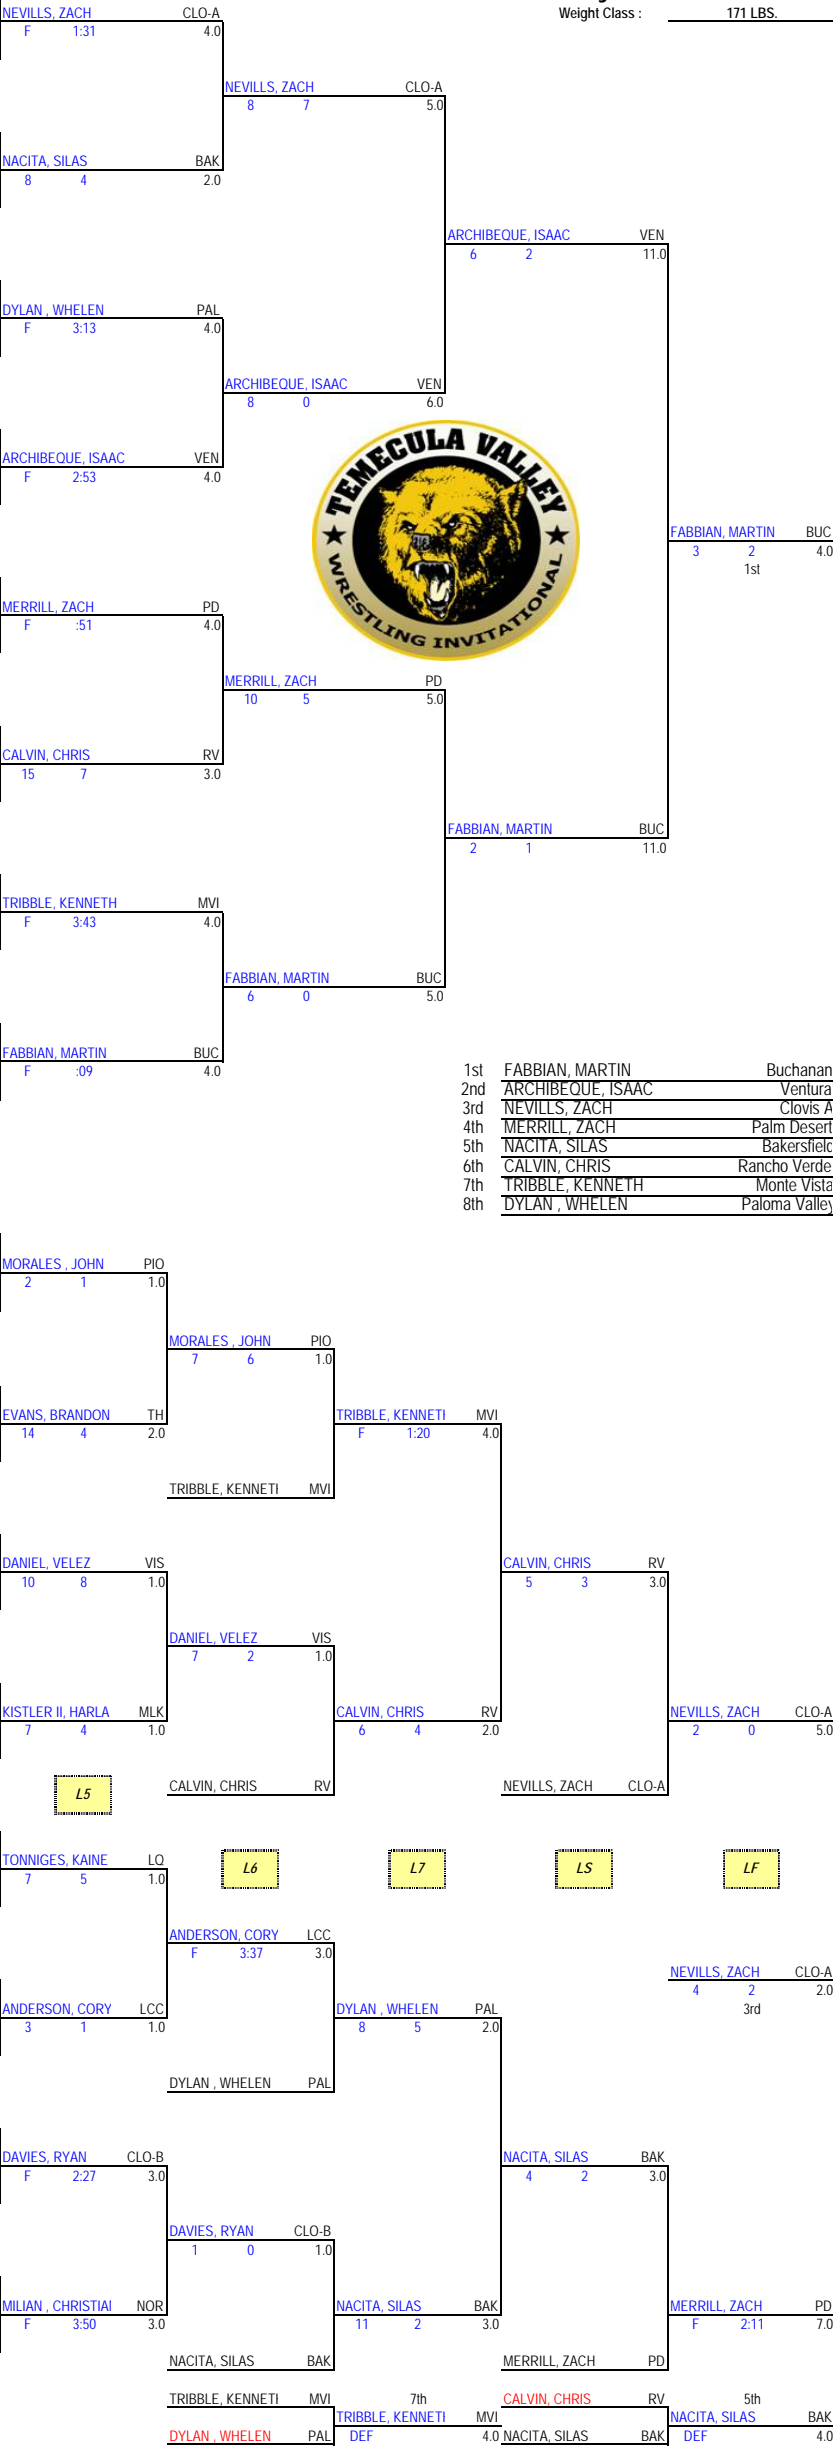 NEVILLS, ZACH CLO-A Weight Class : 171 LBS.
F 1:31 4.0
NEVILLS, ZACH CLO-A
8 7 5.0
NACITA, SILAS BAK
8 4 2.0
ARCHIBEQUE, ISAAC VEN
6 2 11.0
DYLAN , WHELEN PAL
F 3:13 4.0
ARCHIBEQUE, ISAAC VEN
8 0 6.0
TEMECULA VALLEY
WRESTLING INVITATIONAL
ARCHIBEQUE, ISAAC VEN
F 2:53 4.0
FABBIAN, MARTIN BUC
3 2 4.0
1st
MERRILL, ZACH PD
F :51 4.0
MERRILL, ZACH PD
10 5 5.0
CALVIN, CHRIS RV
15 7 3.0
FABBIAN, MARTIN BUC
2 1 11.0
TRIBBLE, KENNETH MVI
F 3:43 4.0
FABBIAN, MARTIN BUC
6 0 5.0
FABBIAN, MARTIN BUC
F :09 4.0
1st FABBIAN, MARTIN Buchanan
2nd ARCHIBEQUE, ISAAC Ventura
3rd NEVILLS, ZACH Clovis A
4th MERRILL, ZACH Palm Desert
5th NACITA, SILAS Bakersfield
6th CALVIN, CHRIS Rancho Verde
7th TRIBBLE, KENNETH Monte Vista
8th DYLAN , WHELEN Paloma Valley
MORALES , JOHN PIO
2 1 1.0
MORALES , JOHN PIO
7 6 1.0
EVANS, BRANDON TH TRIBBLE, KENNETI MVI
14 4 2.0 F 1:20 4.0
TRIBBLE, KENNETI MVI
DANIEL, VELEZ VIS CALVIN, CHRIS RV
10 8 1.0 5 3 3.0
DANIEL, VELEZ VIS
7 2 1.0
KISTLER II, HARLA MLK CALVIN, CHRIS RV NEVILLS, ZACH CLO-A
7 4 1.0 6 4 2.0 2 0 5.0
L5 CALVIN, CHRIS RV NEVILLS, ZACH CLO-A
TONNIGES, KAINE LQ L6 L7 LS LF
7 5 1.0
ANDERSON, CORY LCC
F 3:37 3.0
NEVILLS, ZACH CLO-A
4 2 2.0
ANDERSON, CORY LCC DYLAN , WHELEN PAL 3rd
3 1 1.0 8 5 2.0
DYLAN , WHELEN PAL
DAVIES, RYAN CLO-B NACITA, SILAS BAK
F 2:27 3.0 4 2 3.0
DAVIES, RYAN CLO-B
1 0 1.0
MILIAN , CHRISTIAI NOR NACITA, SILAS BAK MERRILL, ZACH PD
F 3:50 3.0 11 2 3.0 F 2:11 7.0
NACITA, SILAS BAK MERRILL, ZACH PD
TRIBBLE, KENNETI MVI 7th CALVIN, CHRIS RV 5th
TRIBBLE, KENNETI MVI NACITA, SILAS BAK
DYLAN , WHELEN PAL DEF 4.0 NACITA, SILAS BAK DEF 4.0